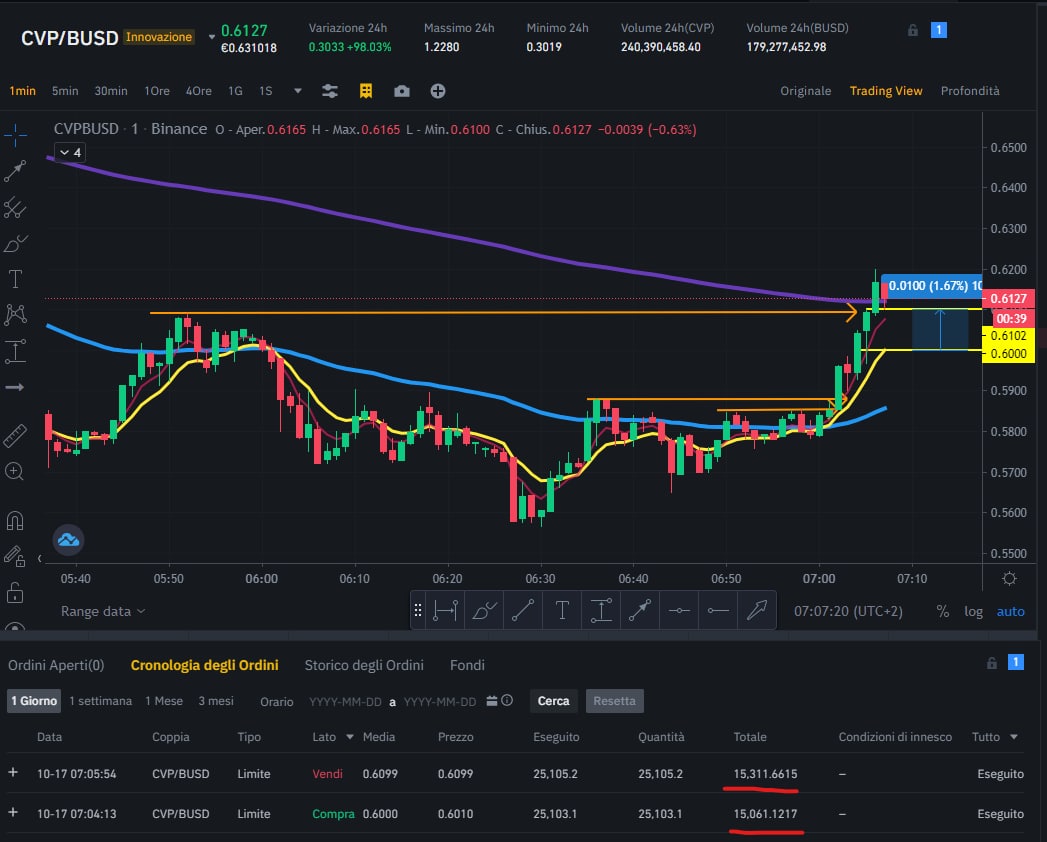 CVP/BUSD Innovazione 0.6127 Variazione 24h Massimo 24h Minimo 24h Volume 24h(CVP) Volume 24h(BUSD) 1
€0.631018 0.3033 +98.03% 1.2280 0.3019 240,390,458.40 179,277,452.98
1min 5min 30min 1Ore 4Ore 1G 1S Originale Trading View Profondità
CVPBUSD · 1 · Binance O - Aper.0.6165 H - Max.0.6165 L - Min.0.6100 C - Chius.0.6127 −0.0039 (−0.63%)
4
0.6500
0.6400
0.6300
0.6200
0.0100 (1.67%) 10
0.6127
00:39
0.6102
0.6000
0.5900
0.5800
0.5700
0.5600
0.5500
05:40 05:50 06:00 06:10 06:20 06:30 06:40 06:50 07:00 07:10
Range data 07:07:20 (UTC+2) % log auto
Ordini Aperti(0) Cronologia degli Ordini Storico degli Ordini Fondi 1
1 Giorno 1 settimana 1 Mese 3 mesi Orario YYYY-MM-DD a YYYY-MM-DD Cerca Resetta
Data Coppia Tipo Lato Media Prezzo Eseguito Quantità Totale Condizioni di innesco Tutto
+ 10-17 07:05:54 CVP/BUSD Limite Vendi 0.6099 0.6099 25,105.2 25,105.2 15,311.6615 – Eseguito
+ 10-17 07:04:13 CVP/BUSD Limite Compra 0.6000 0.6010 25,103.1 25,103.1 15,061.1217 – Eseguito